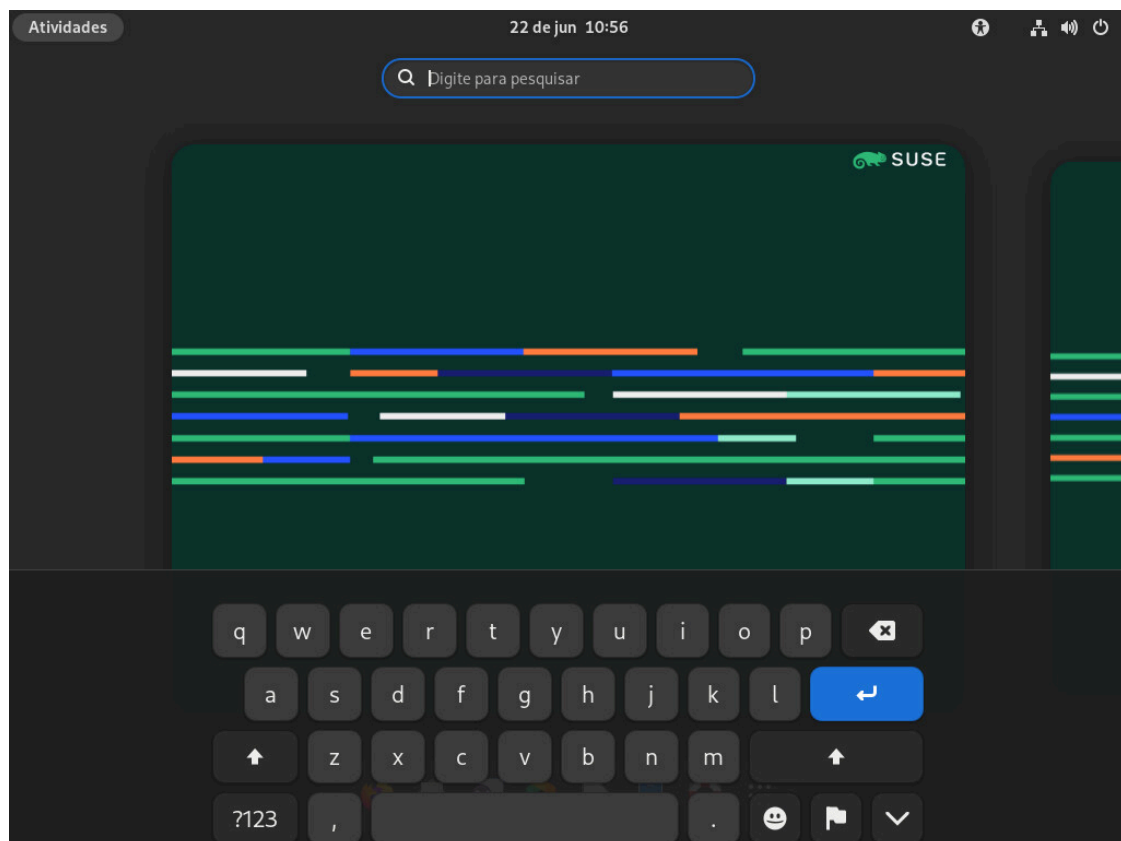 Atividades 22 de jun 10:56
Digite para pesquisar
SUSE
q w e r t y u i o p
a s d f g h j k l
z x c v b n m
?123 , .